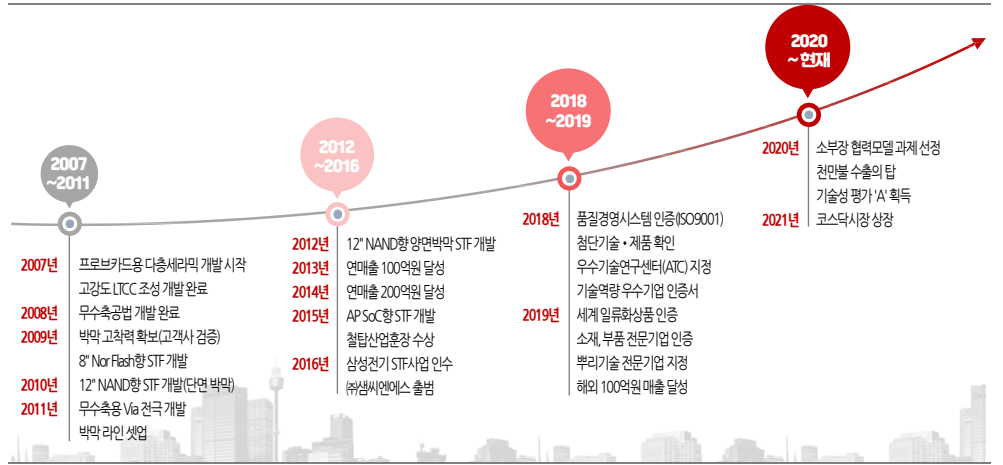 2007
~2011
2007년 프로브카드용 다층세라믹 개발 시작
고강도 LTCC 조성 개발 완료
2008년 무수축공법 개발 완료
2009년 박막 고착력 확보(고객사 검증)
8" Nor Flash향 STF 개발
2010년 12" NAND향 STF 개발(단면 박막)
2011년 무수축용 Via 전극 개발
박막 라인 셋업
2012
~2016
2012년 12" NAND향 양면박막 STF 개발
2013년 연매출 100억원 달성
2014년 연매출 200억원 달성
2015년 AP SoC향 STF 개발
철탑산업훈장 수상
2016년 삼성전기 STF사업 인수
㈜샘씨엔에스 출범
2018
~2019
2018년 품질경영시스템 인증(ISO9001)
첨단기술・제품 확인
우수기술연구센터(ATC) 지정
기술역량 우수기업 인증서
2019년 세계 일류화상품 인증
소재, 부품 전문기업 인증
뿌리기술 전문기업 지정
해외 100억원 매출 달성
2020
~ 현재
2020년 소부장 협력모델 과제 선정
천만불 수출의 탑
기술성 평가 'A' 획득
2021년 코스닥시장 상장